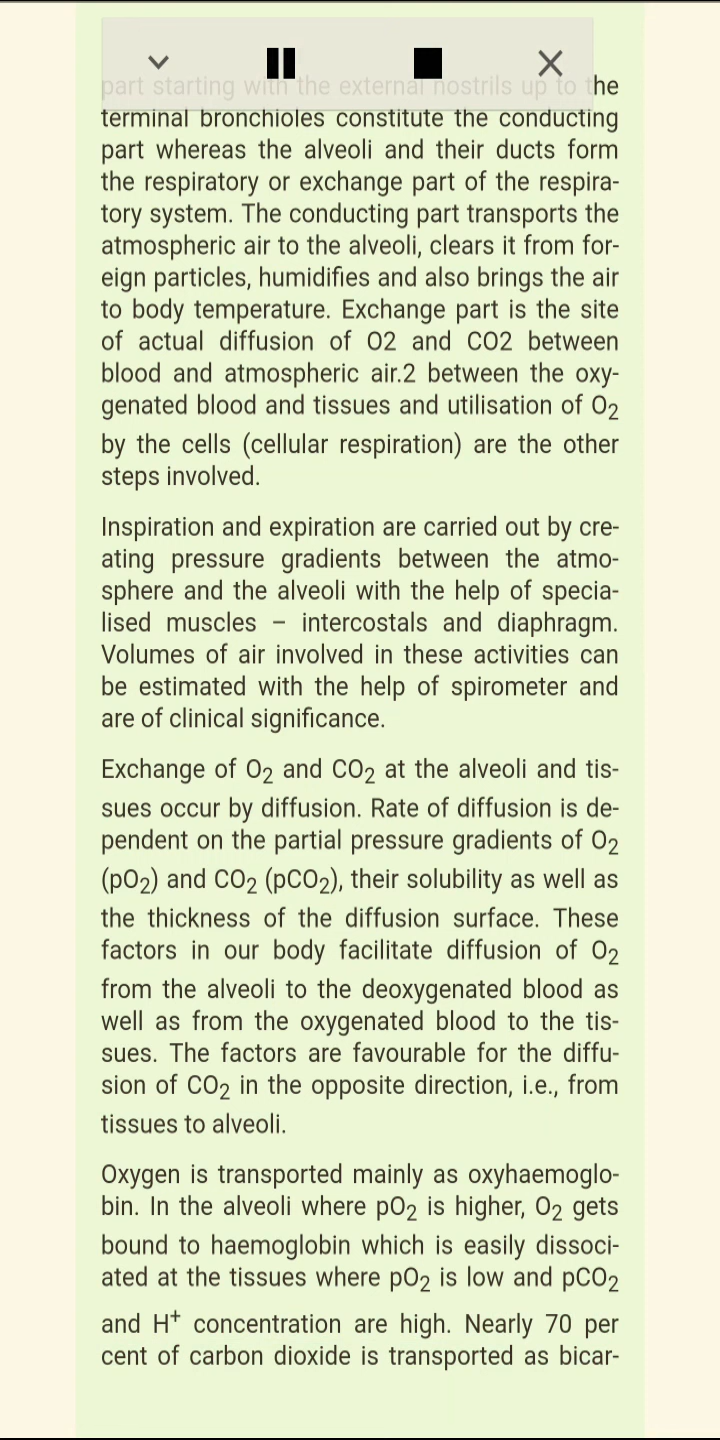 part starting with the external nostrils up to the
terminal bronchioles constitute the conducting
part whereas the alveoli and their ducts form
the respiratory or exchange part of the respira-
tory system. The conducting part transports the
atmospheric air to the alveoli, clears it from for-
eign particles, humidifies and also brings the air
to body temperature. Exchange part is the site
of actual diffusion of O2 and CO2 between
blood and atmospheric air.2 between the oxy-
genated blood and tissues and utilisation of O₂
by the cells (cellular respiration) are the other
steps involved.
Inspiration and expiration are carried out by cre-
ating pressure gradients between the atmo-
sphere and the alveoli with the help of specia-
lised muscles – intercostals and diaphragm.
Volumes of air involved in these activities can
be estimated with the help of spirometer and
are of clinical significance.
Exchange of O₂ and CO₂ at the alveoli and tis-
sues occur by diffusion. Rate of diffusion is de-
pendent on the partial pressure gradients of O₂
(pO₂) and CO₂ (pCO₂), their solubility as well as
the thickness of the diffusion surface. These
factors in our body facilitate diffusion of O₂
from the alveoli to the deoxygenated blood as
well as from the oxygenated blood to the tis-
sues. The factors are favourable for the diffu-
sion of CO₂ in the opposite direction, i.e., from
tissues to alveoli.
Oxygen is transported mainly as oxyhaemoglo-
bin. In the alveoli where pO₂ is higher, O₂ gets
bound to haemoglobin which is easily dissoci-
ated at the tissues where pO₂ is low and pCO₂
and H⁺ concentration are high. Nearly 70 per
cent of carbon dioxide is transported as bicar-